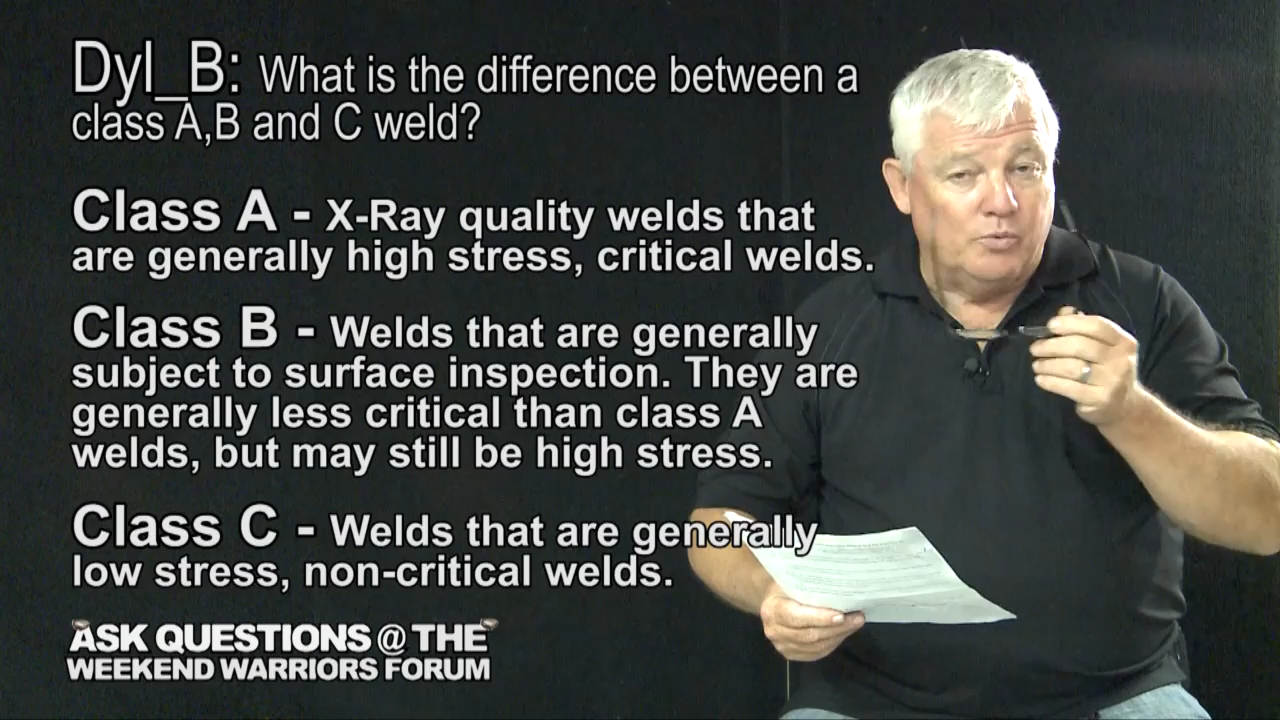 Dyl_B: What is the difference between a
class A,B and C weld?
Class A - X-Ray quality welds that
are generally high stress, critical welds.
Class B - Welds that are generally
subject to surface inspection. They are
generally less critical than class A
welds, but may still be high stress.
Class C - Welds that are generally
low stress, non-critical welds.
ASK QUESTIONS @ THE
WEEKEND WARRIORS FORUM